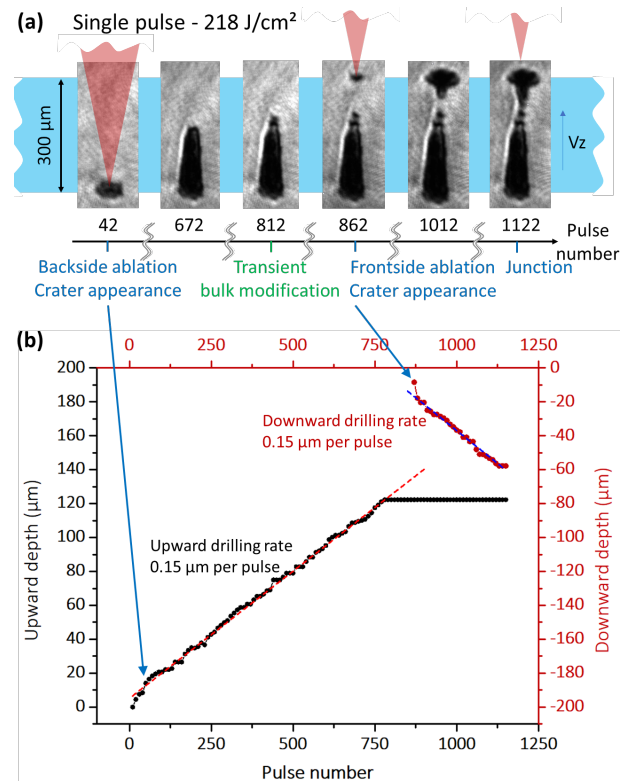 (a) Single pulse - 218 J/cm²
300 µm
Vz
42 672 812 862 1012 1122 Pulse
number
Backside ablation Transient Frontside ablation Junction
Crater appearance bulk modification Crater appearance
(b)
0 250 500 750 1000 1250
200 0
180 -20
160 -40
140 -60
120 -80
100 -100
80 -120
60 -140
40 -160
20 -180
0 -200
Upward depth (µm)
Downward depth (µm)
Downward drilling rate
0.15 µm per pulse
Upward drilling rate
0.15 µm per pulse
0 250 500 750 1000 1250
Pulse number